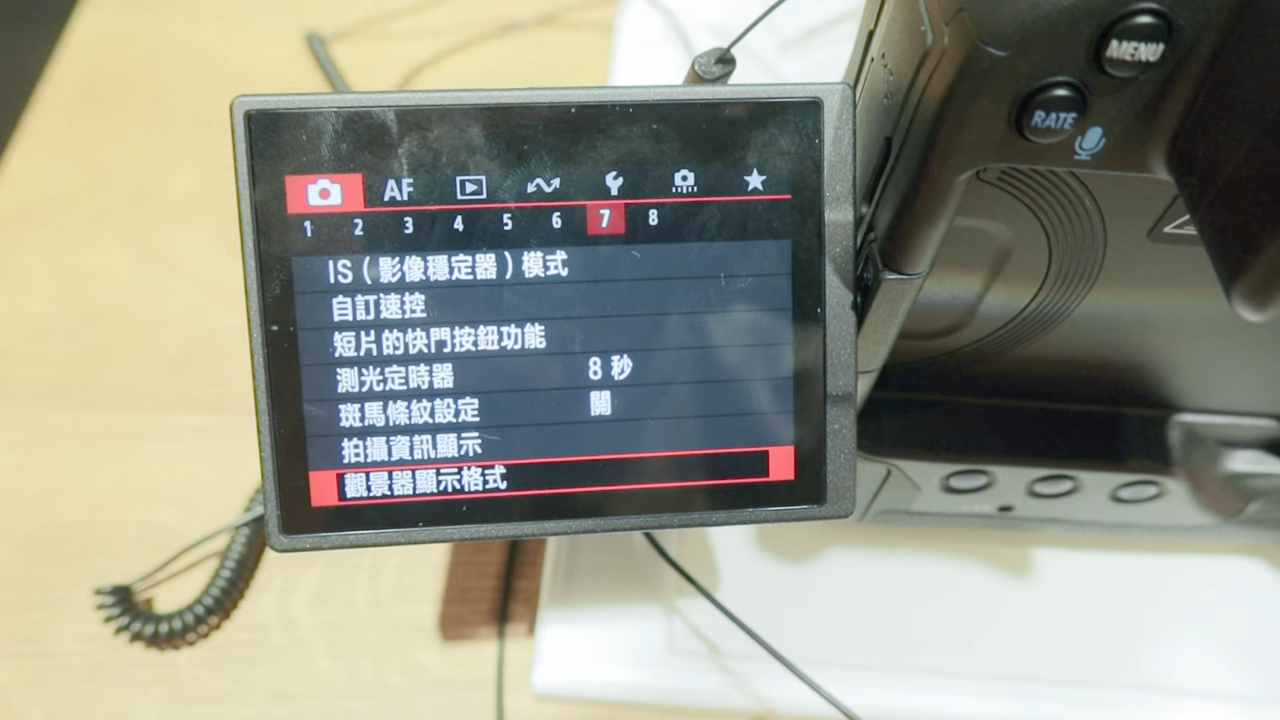 MENU
RATE
AF
1 2 3 4 5 6 7 8
IS（影像穩定器）模式
自訂速控
短片的快門按鈕功能
測光定時器 8 秒
斑馬條紋設定 關
拍攝資訊顯示
觀景器顯示格式